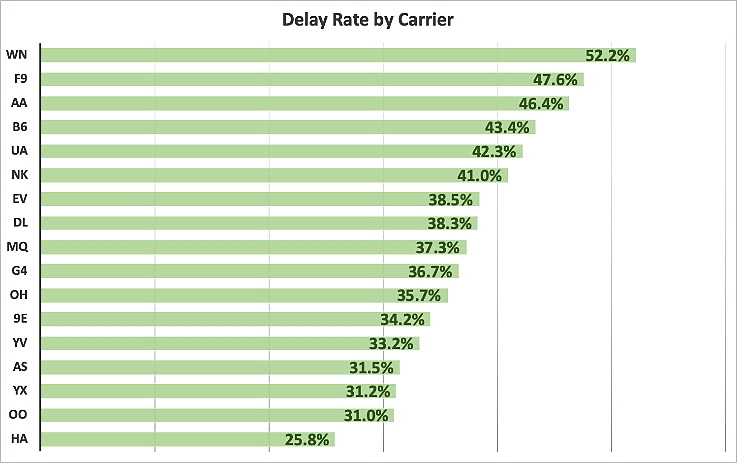 Delay Rate by Carrier
WN 52.2%
F9 47.6%
AA 46.4%
B6 43.4%
UA 42.3%
NK 41.0%
EV 38.5%
DL 38.3%
MQ 37.3%
G4 36.7%
OH 35.7%
9E 34.2%
YV 33.2%
AS 31.5%
YX 31.2%
OO 31.0%
HA 25.8%